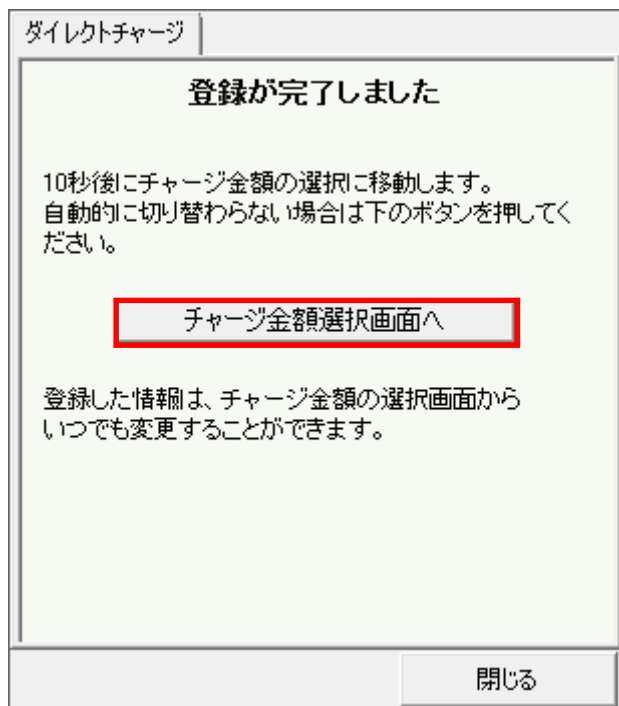 ダイレクトチャージ
登録が完了しました
10秒後にチャージ金額の選択に移動します。
自動的に切り替わらない場合は下のボタンを押してく
ださい。
チャージ金額選択画面へ
登録した情報は、チャージ金額の選択画面から
いつでも変更することができます。
閉じる